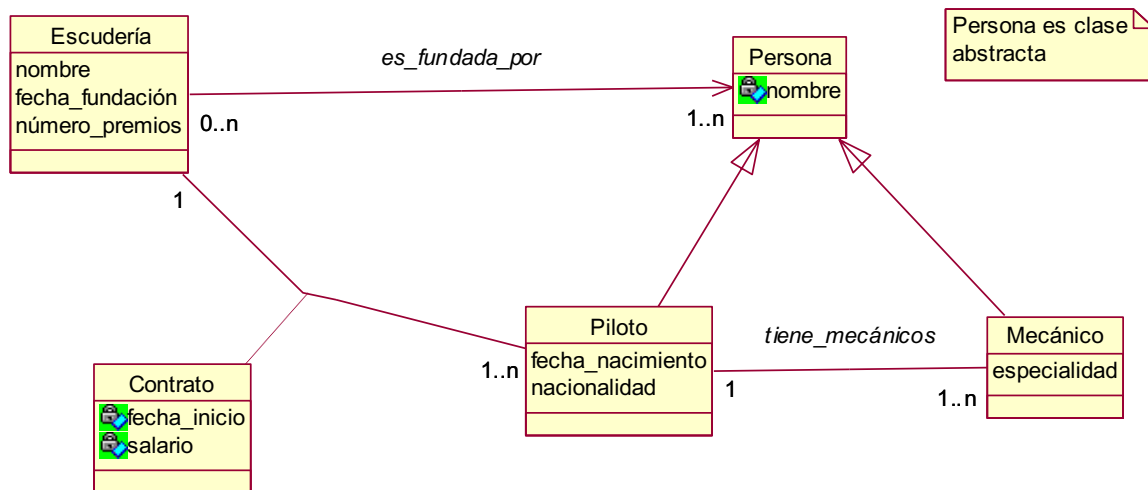 Escudería
nombre
fecha_fundación
número_premios
es_fundada_por
0..n
1..n
Persona
nombre
Persona es clase
abstracta
1
Contrato
fecha_inicio
salario
Piloto
fecha_nacimiento
nacionalidad
1..n
tiene_mecánicos
1
1..n
Mecánico
especialidad